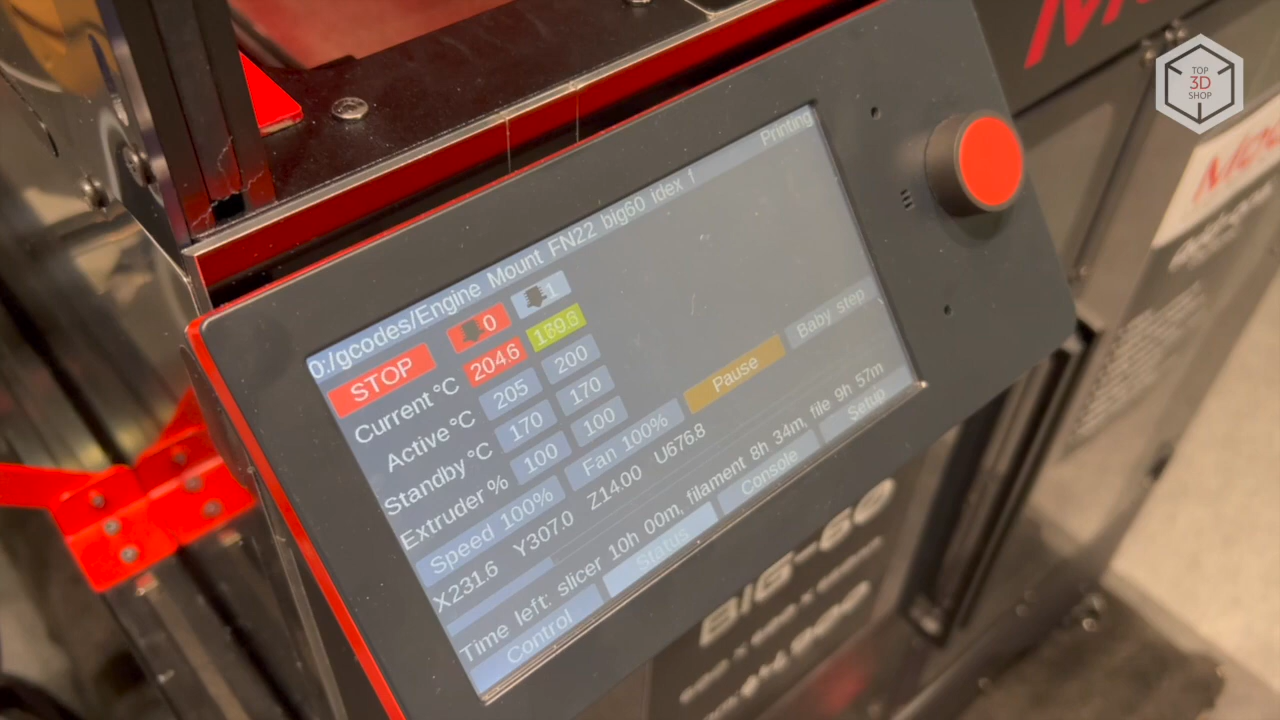 TOP
3D
SHOP
Printing
0:/gcodes/Engine Mount FN22 big60 idex f
STOP 0 1
Current °C 204.6 169.6
Active °C 205 200
Standby °C 170 170
Extruder % 100 100
Speed 100% Fan 100% Pause Baby step
X231.6 Y307.0 Z14.00 U676.8
Time left: slicer 10h 00m, filament 8h 34m, file 9h 57m
Control Status Console Setup
BIG-60